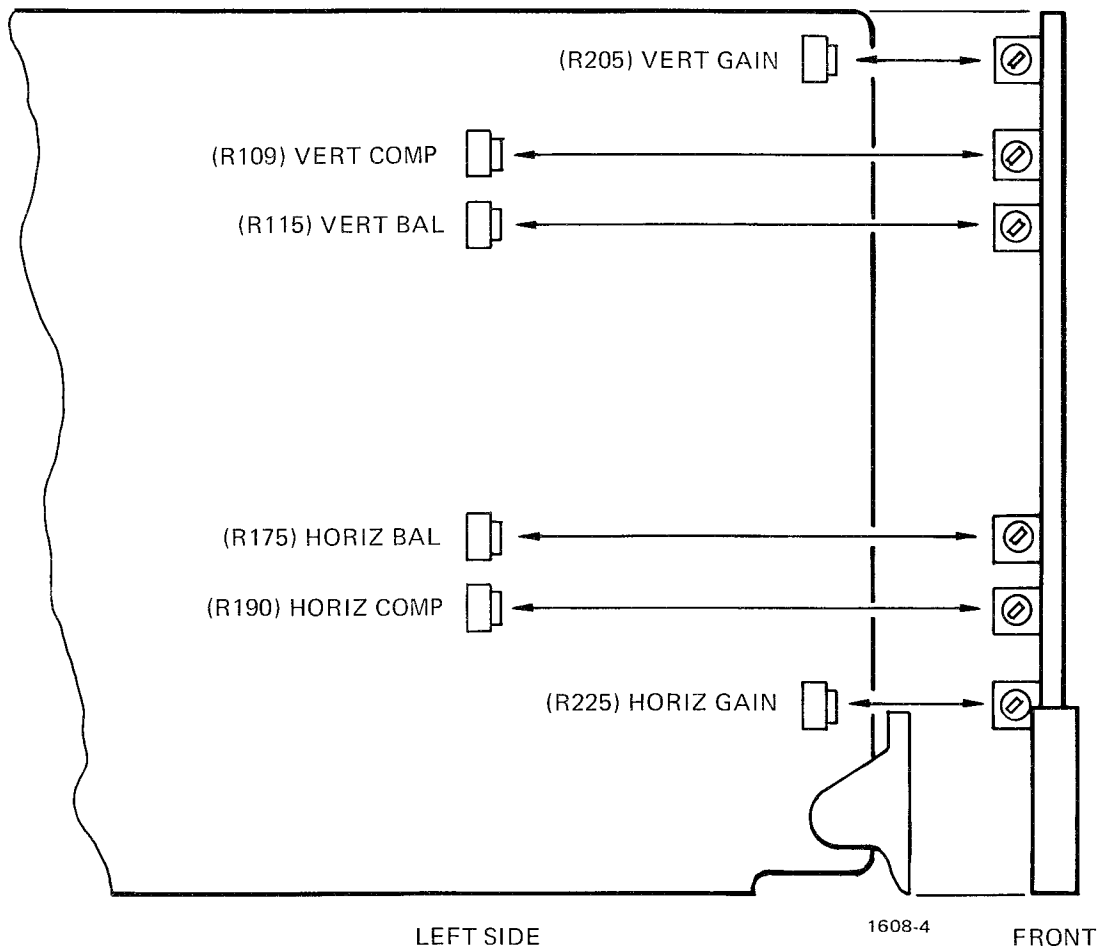 (R205) VERT GAIN
(R109) VERT COMP
(R115) VERT BAL
(R175) HORIZ BAL
(R190) HORIZ COMP
(R225) HORIZ GAIN
LEFT SIDE
1608-4
FRONT